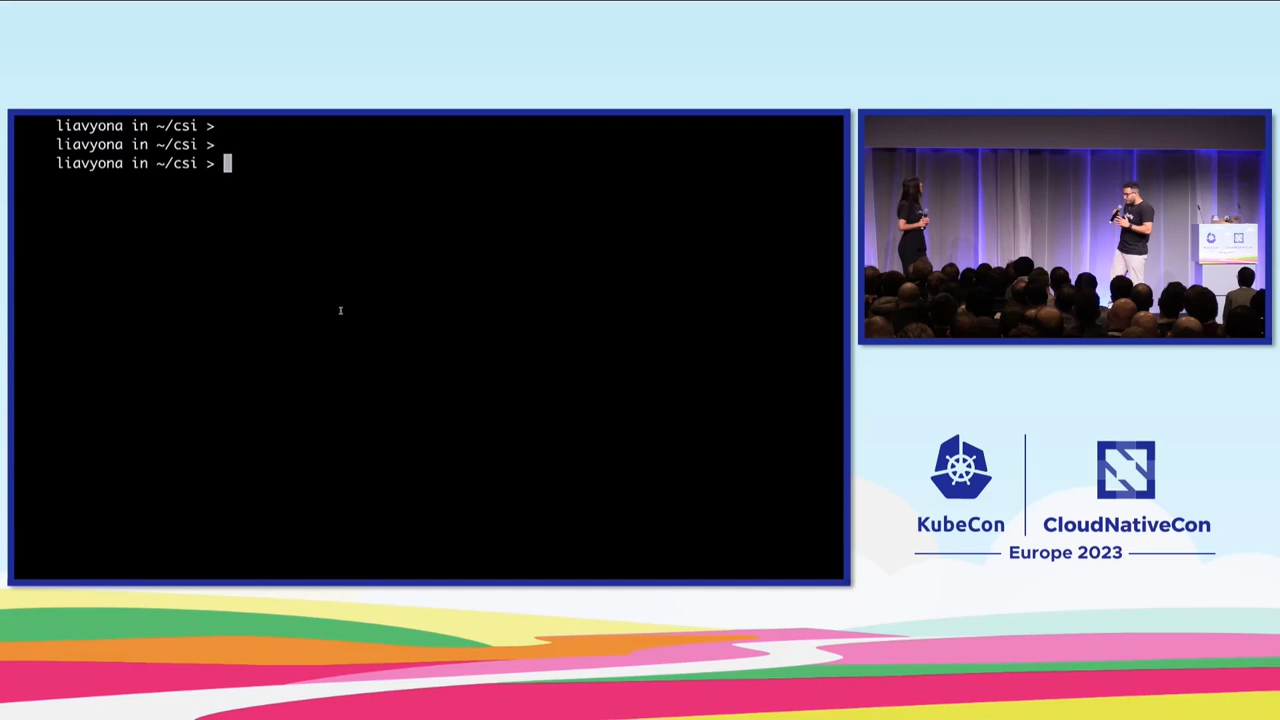 liavyona in ~/csi >
liavyona in ~/csi >
liavyona in ~/csi >
KubeCon
CloudNativeCon
Europe 2023